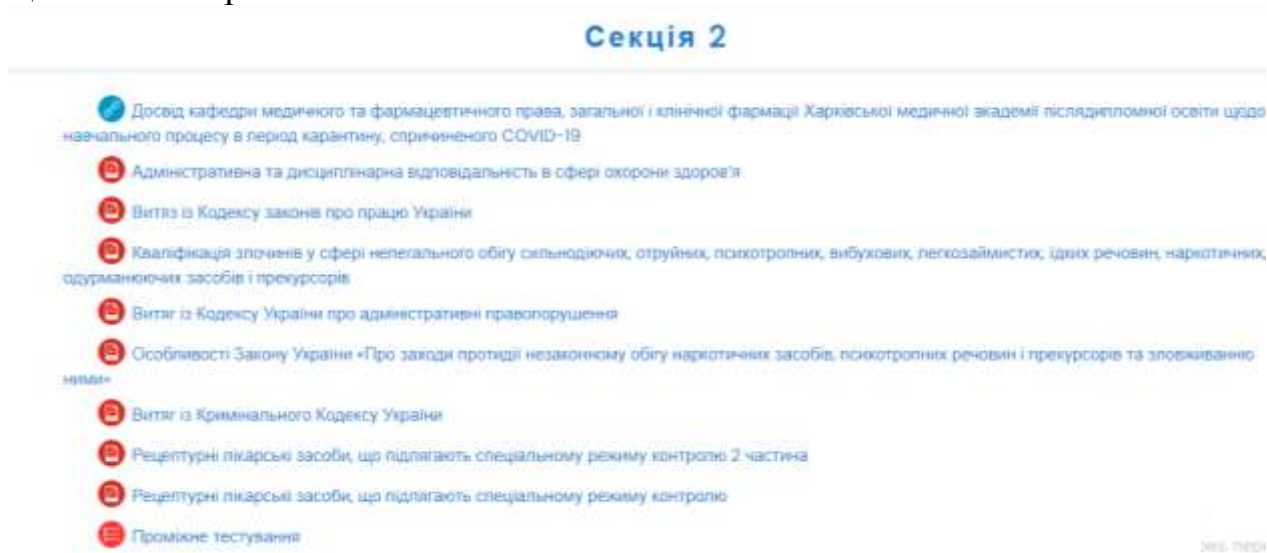 Секція 2
Досвід кафедри медичного та фармацевтичного права, загальної і клінічної фармації Харківської медичної академії післядипломної освіти щодо
навчального процесу в період карантину, спричиненого COVID-19
Адміністративна та дисциплінарна відповідальність в сфері охорони здоров'я
Витяз із Кодексу законів про працю України
Кваліфікація злочинів у сфері нелегального обігу сильнодіючих, отруйних, психотропних, вибухових, легкозаймистих, їдких речовин, наркотичних,
одурманюючих засобів і прекурсорів
Витяг із Кодексу України про адміністративні правопорушення
Особливості Закону України «Про заходи протидії незаконному обігу наркотичних засобів, психотропних речовин і прекурсорів та зловживанню
ними»
Витяг із Кримінального Кодексу України
Рецептурні лікарські засоби, що підлягають спеціальному режиму контролю 2 частина
Рецептурні лікарські засоби, що підлягають спеціальному режиму контролю
Проміжне тестування